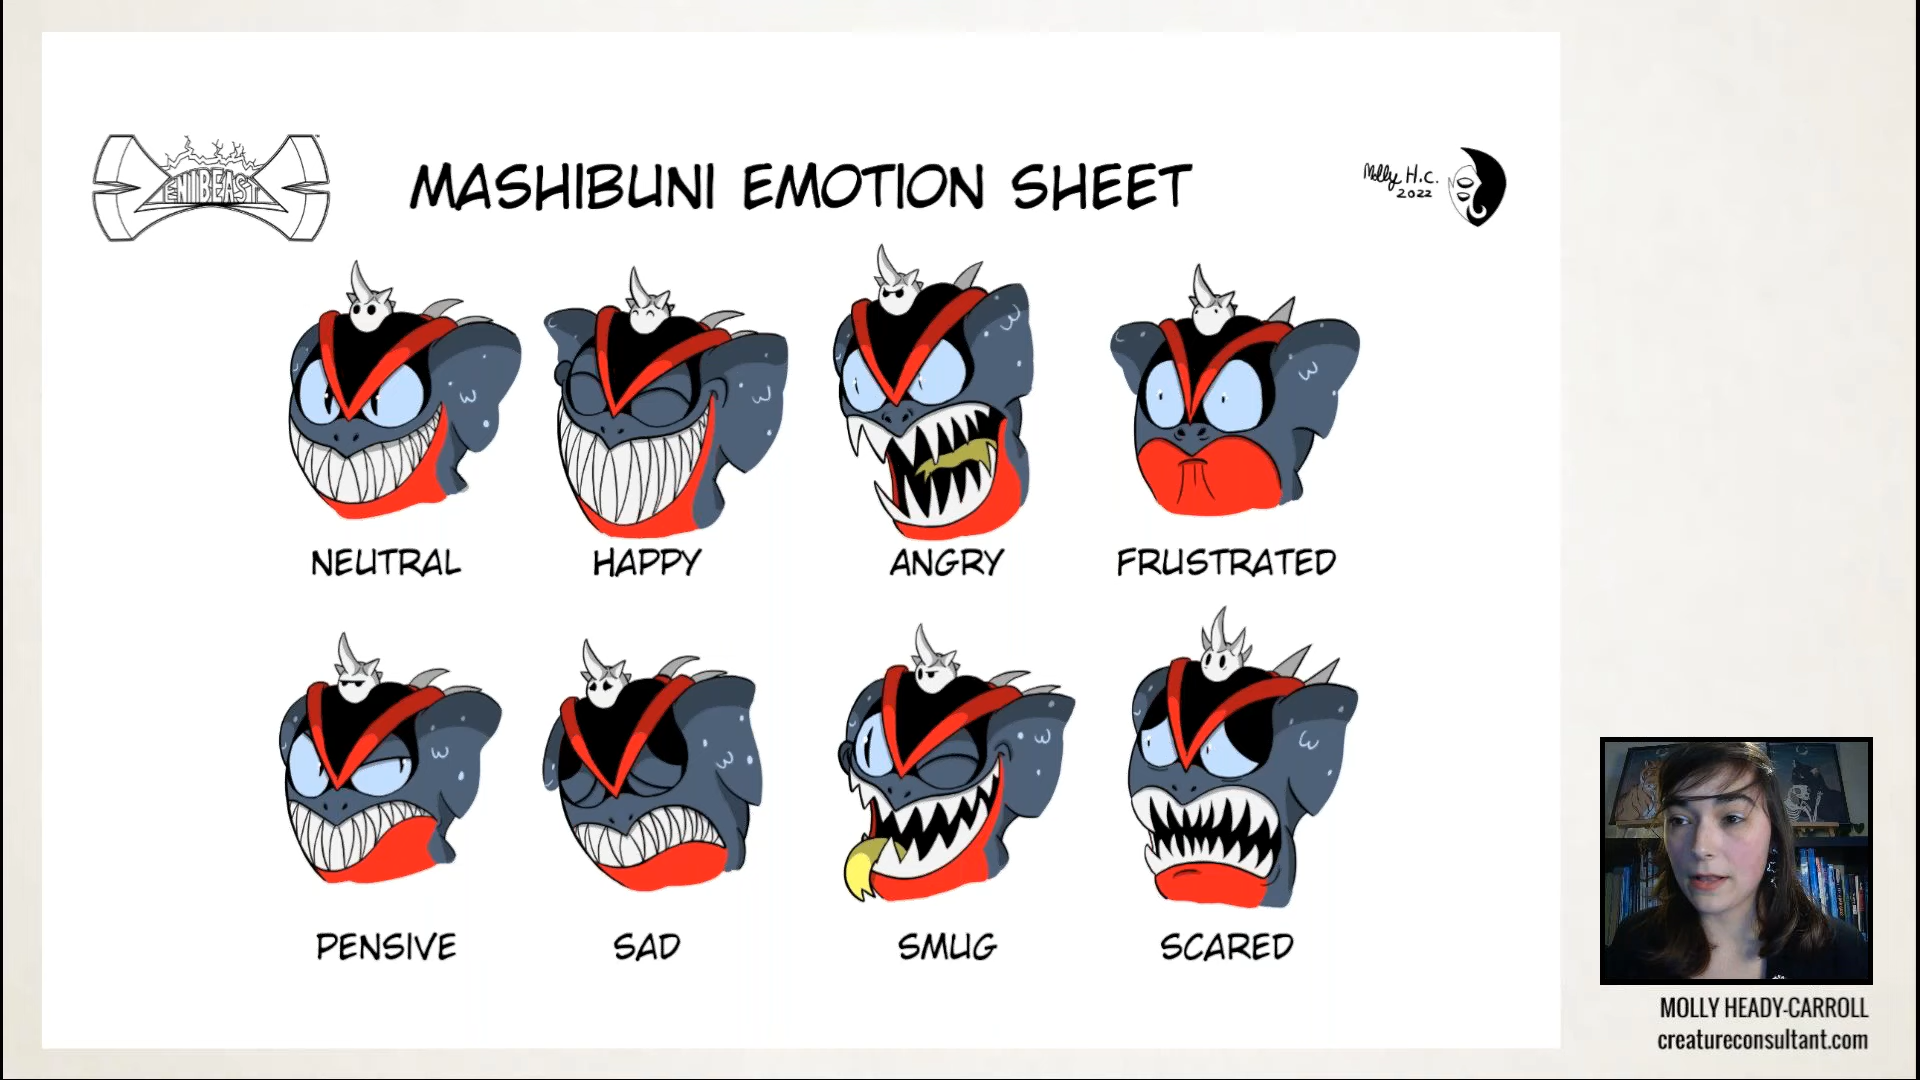 ENIBEAST
MASHIBUNI EMOTION SHEET
Molly H.C.
2022
NEUTRAL
HAPPY
ANGRY
FRUSTRATED
PENSIVE
SAD
SMUG
SCARED
MOLLY HEADY-CARROLL
creatureconsultant.com